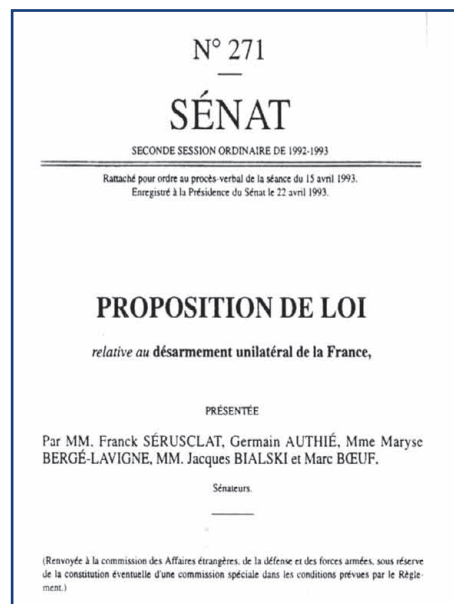 N° 271
SÉNAT
SECONDE SESSION ORDINAIRE DE 1992-1993
Rattaché pour ordre au procès-verbal de la séance du 15 avril 1993.
Enregistré à la Présidence du Sénat le 22 avril 1993.
PROPOSITION DE LOI
relative au désarmement unilatéral de la France,
PRÉSENTÉE
Par MM. Franck SÉRUSCLAT, Germain AUTHIÉ, Mme Maryse
BERGÉ-LAVIGNE, MM. Jacques BIALSKI et Marc BŒUF,
Sénateurs.
(Renvoyée à la commission des Affaires étrangères, de la défense et des forces armées, sous réserve
de la constitution éventuelle d'une commission spéciale dans les conditions prévues par le Règle-
ment.)